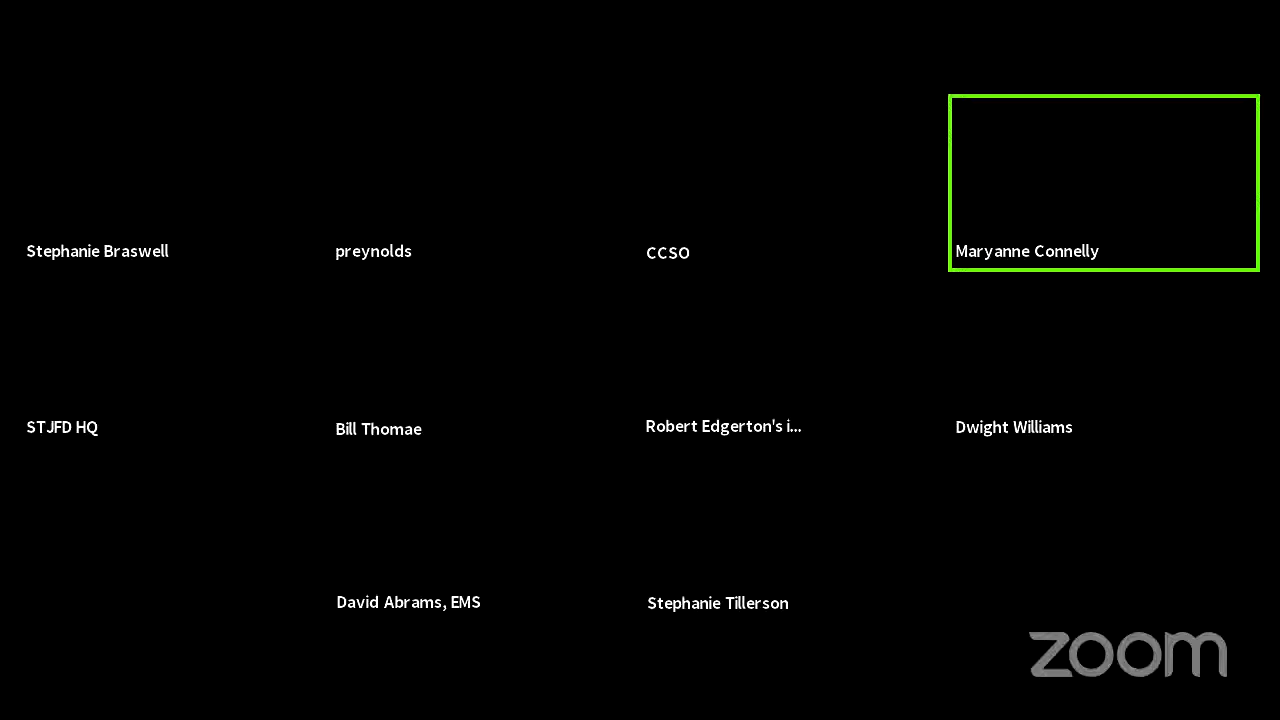 Stephanie Braswell
preynolds
CCSO
Maryanne Connelly
STJFD HQ
Bill Thomae
Robert Edgerton's i...
Dwight Williams
David Abrams, EMS
Stephanie Tillerson
zoom